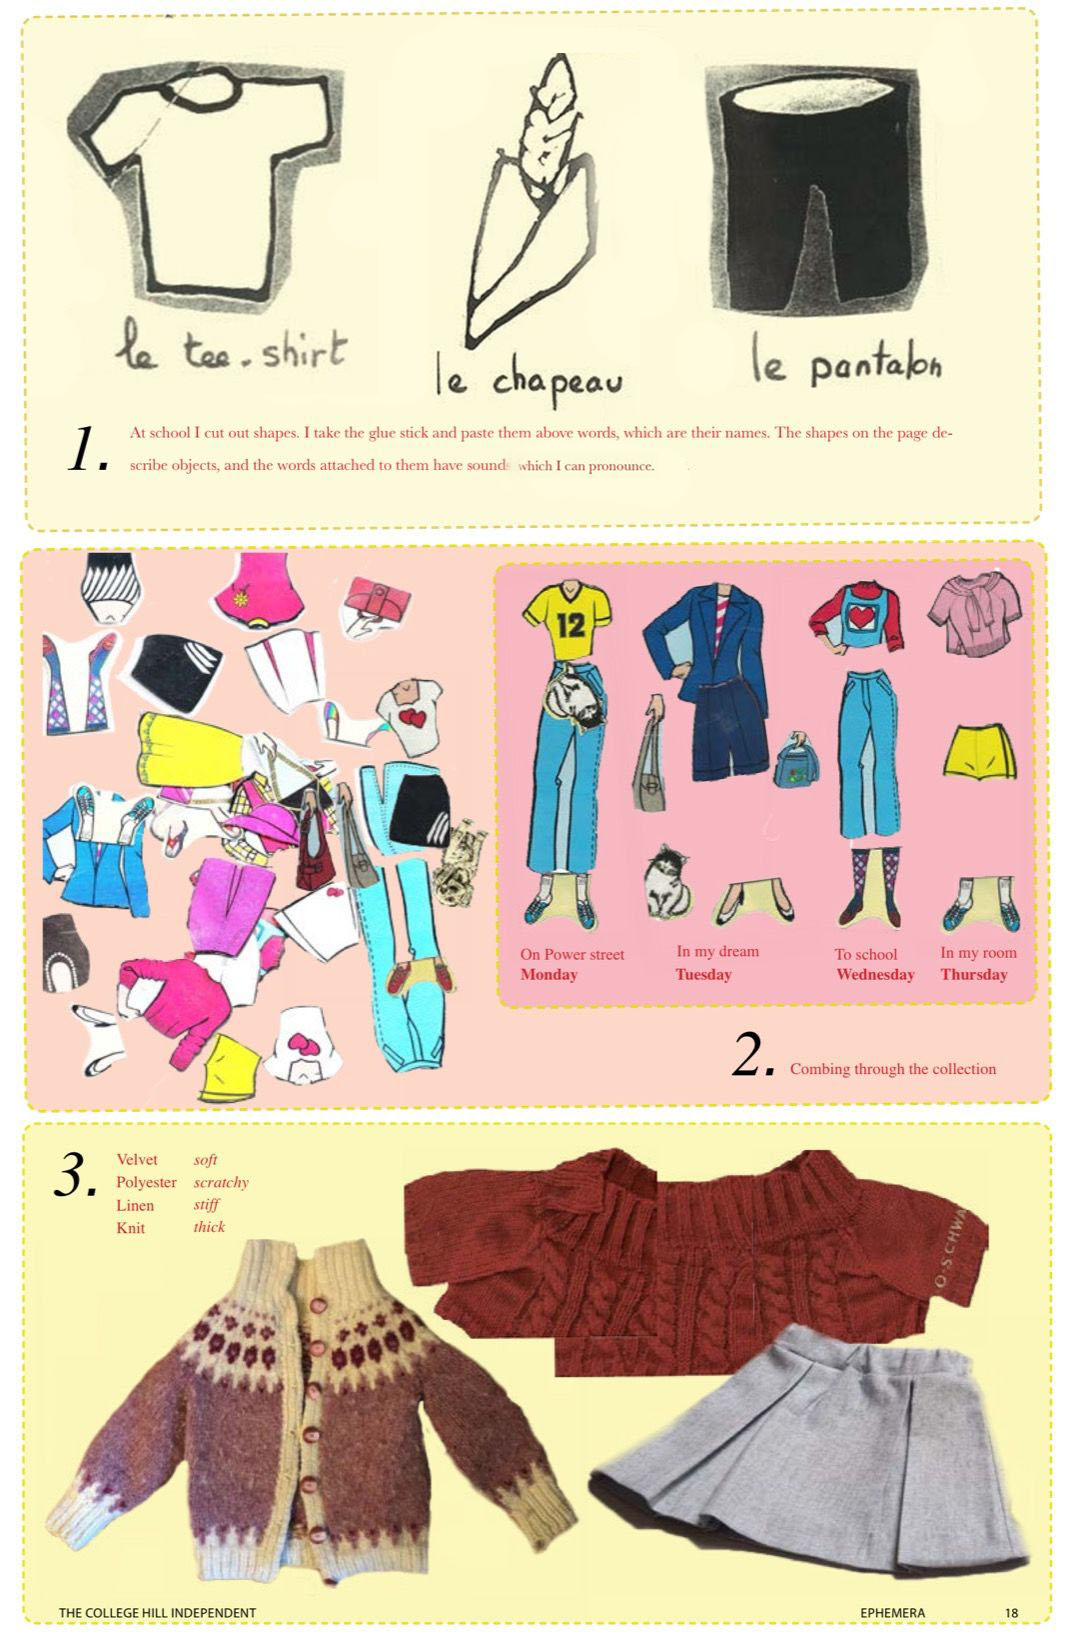 le tee-shirt
le chapeau
le pantalon
1.
At school I cut out shapes. I take the glue stick and paste them above words, which are their names. The shapes on the page de-
scribe objects, and the words attached to them have sounds which I can pronounce.
12
On Power street
Monday
In my dream
Tuesday
To school
Wednesday
In my room
Thursday
2.
Combing through the collection
3.
Velvet soft
Polyester scratchy
Linen stiff
Knit thick
O·SCHWA
THE COLLEGE HILL INDEPENDENT
EPHEMERA
18